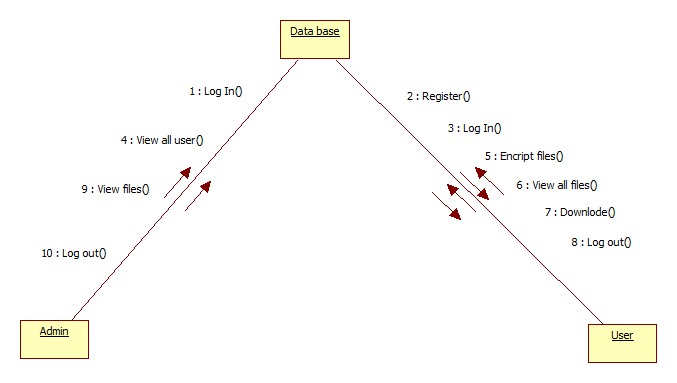 Data base
1 : Log In()
2 : Register()
3 : Log In()
4 : View all user()
5 : Encript files()
9 : View files()
6 : View all files()
7 : Downlode()
8 : Log out()
10 : Log out()
Admin
User